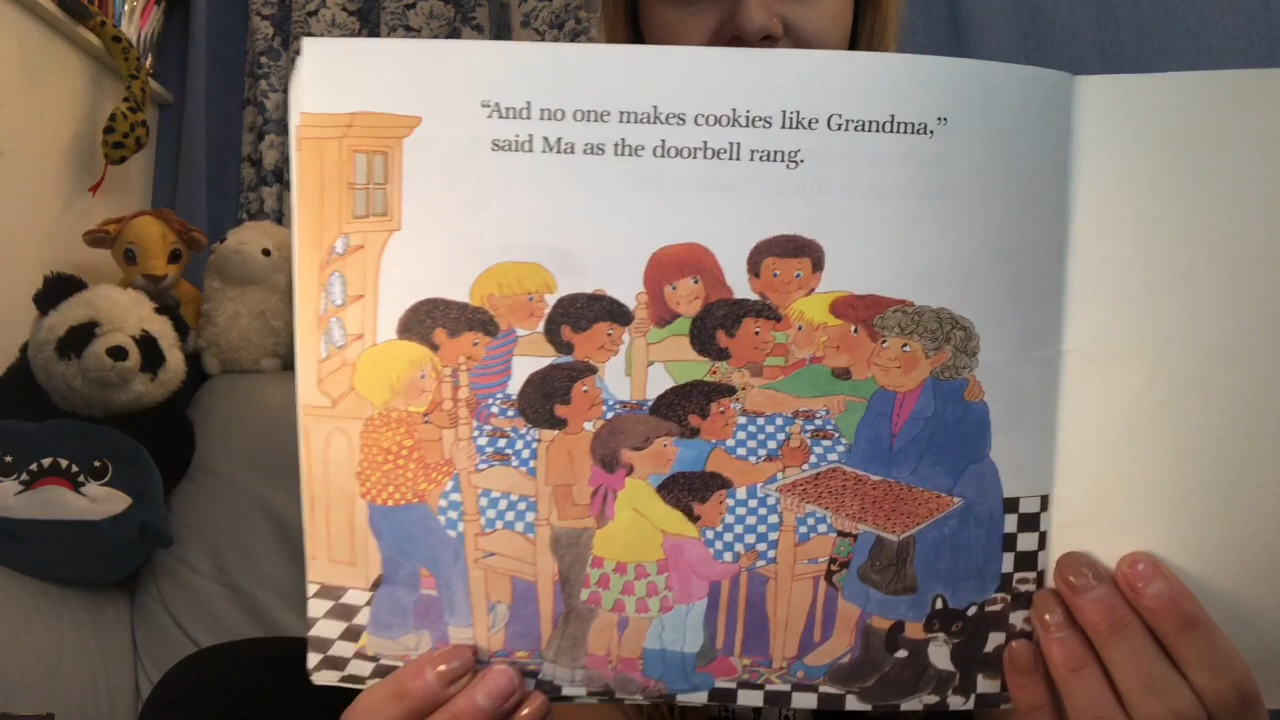 “And no one makes cookies like Grandma,”
said Ma as the doorbell rang.